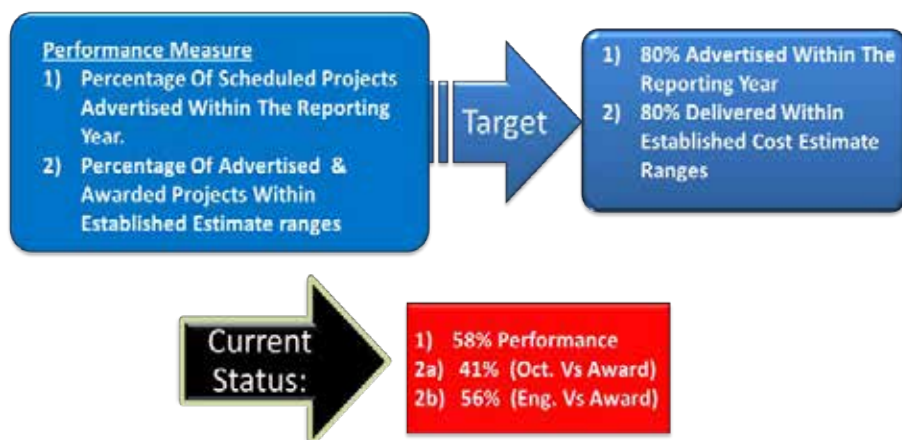 Performance Measure
1) Percentage Of Scheduled Projects
Advertised Within The Reporting
Year.
2) Percentage Of Advertised &
Awarded Projects Within
Established Estimate ranges
Target
1) 80% Advertised Within The
Reporting Year
2) 80% Delivered Within
Established Cost Estimate
Ranges
Current
Status:
1) 58% Performance
2a) 41% (Oct. Vs Award)
2b) 56% (Eng. Vs Award)